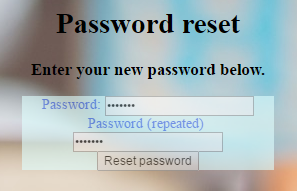 Password reset
Enter your new password below.
Password: •••••••
Password (repeated)
•••••••
Reset password